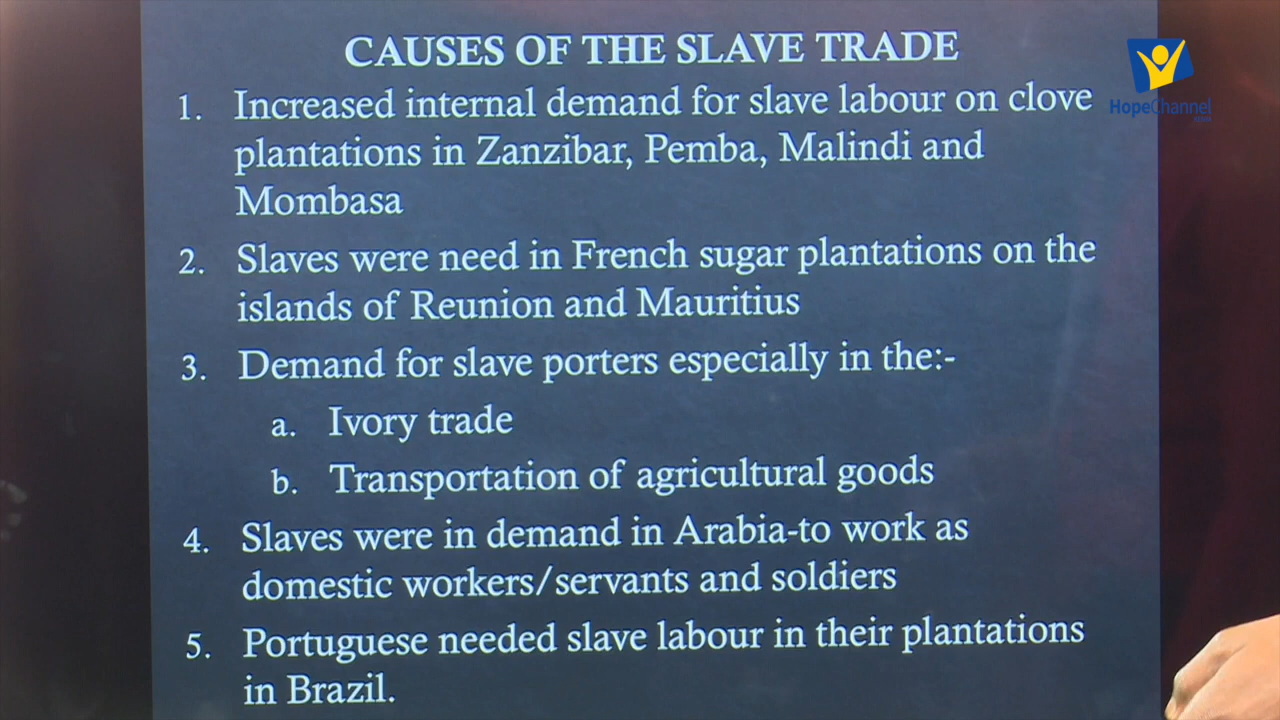 CAUSES OF THE SLAVE TRADE
1. Increased internal demand for slave labour on clove
plantations in Zanzibar, Pemba, Malindi and
Mombasa
2. Slaves were need in French sugar plantations on the
islands of Reunion and Mauritius
3. Demand for slave porters especially in the:-
a. Ivory trade
b. Transportation of agricultural goods
4. Slaves were in demand in Arabia-to work as
domestic workers/servants and soldiers
5. Portuguese needed slave labour in their plantations
in Brazil.
HopeChannel